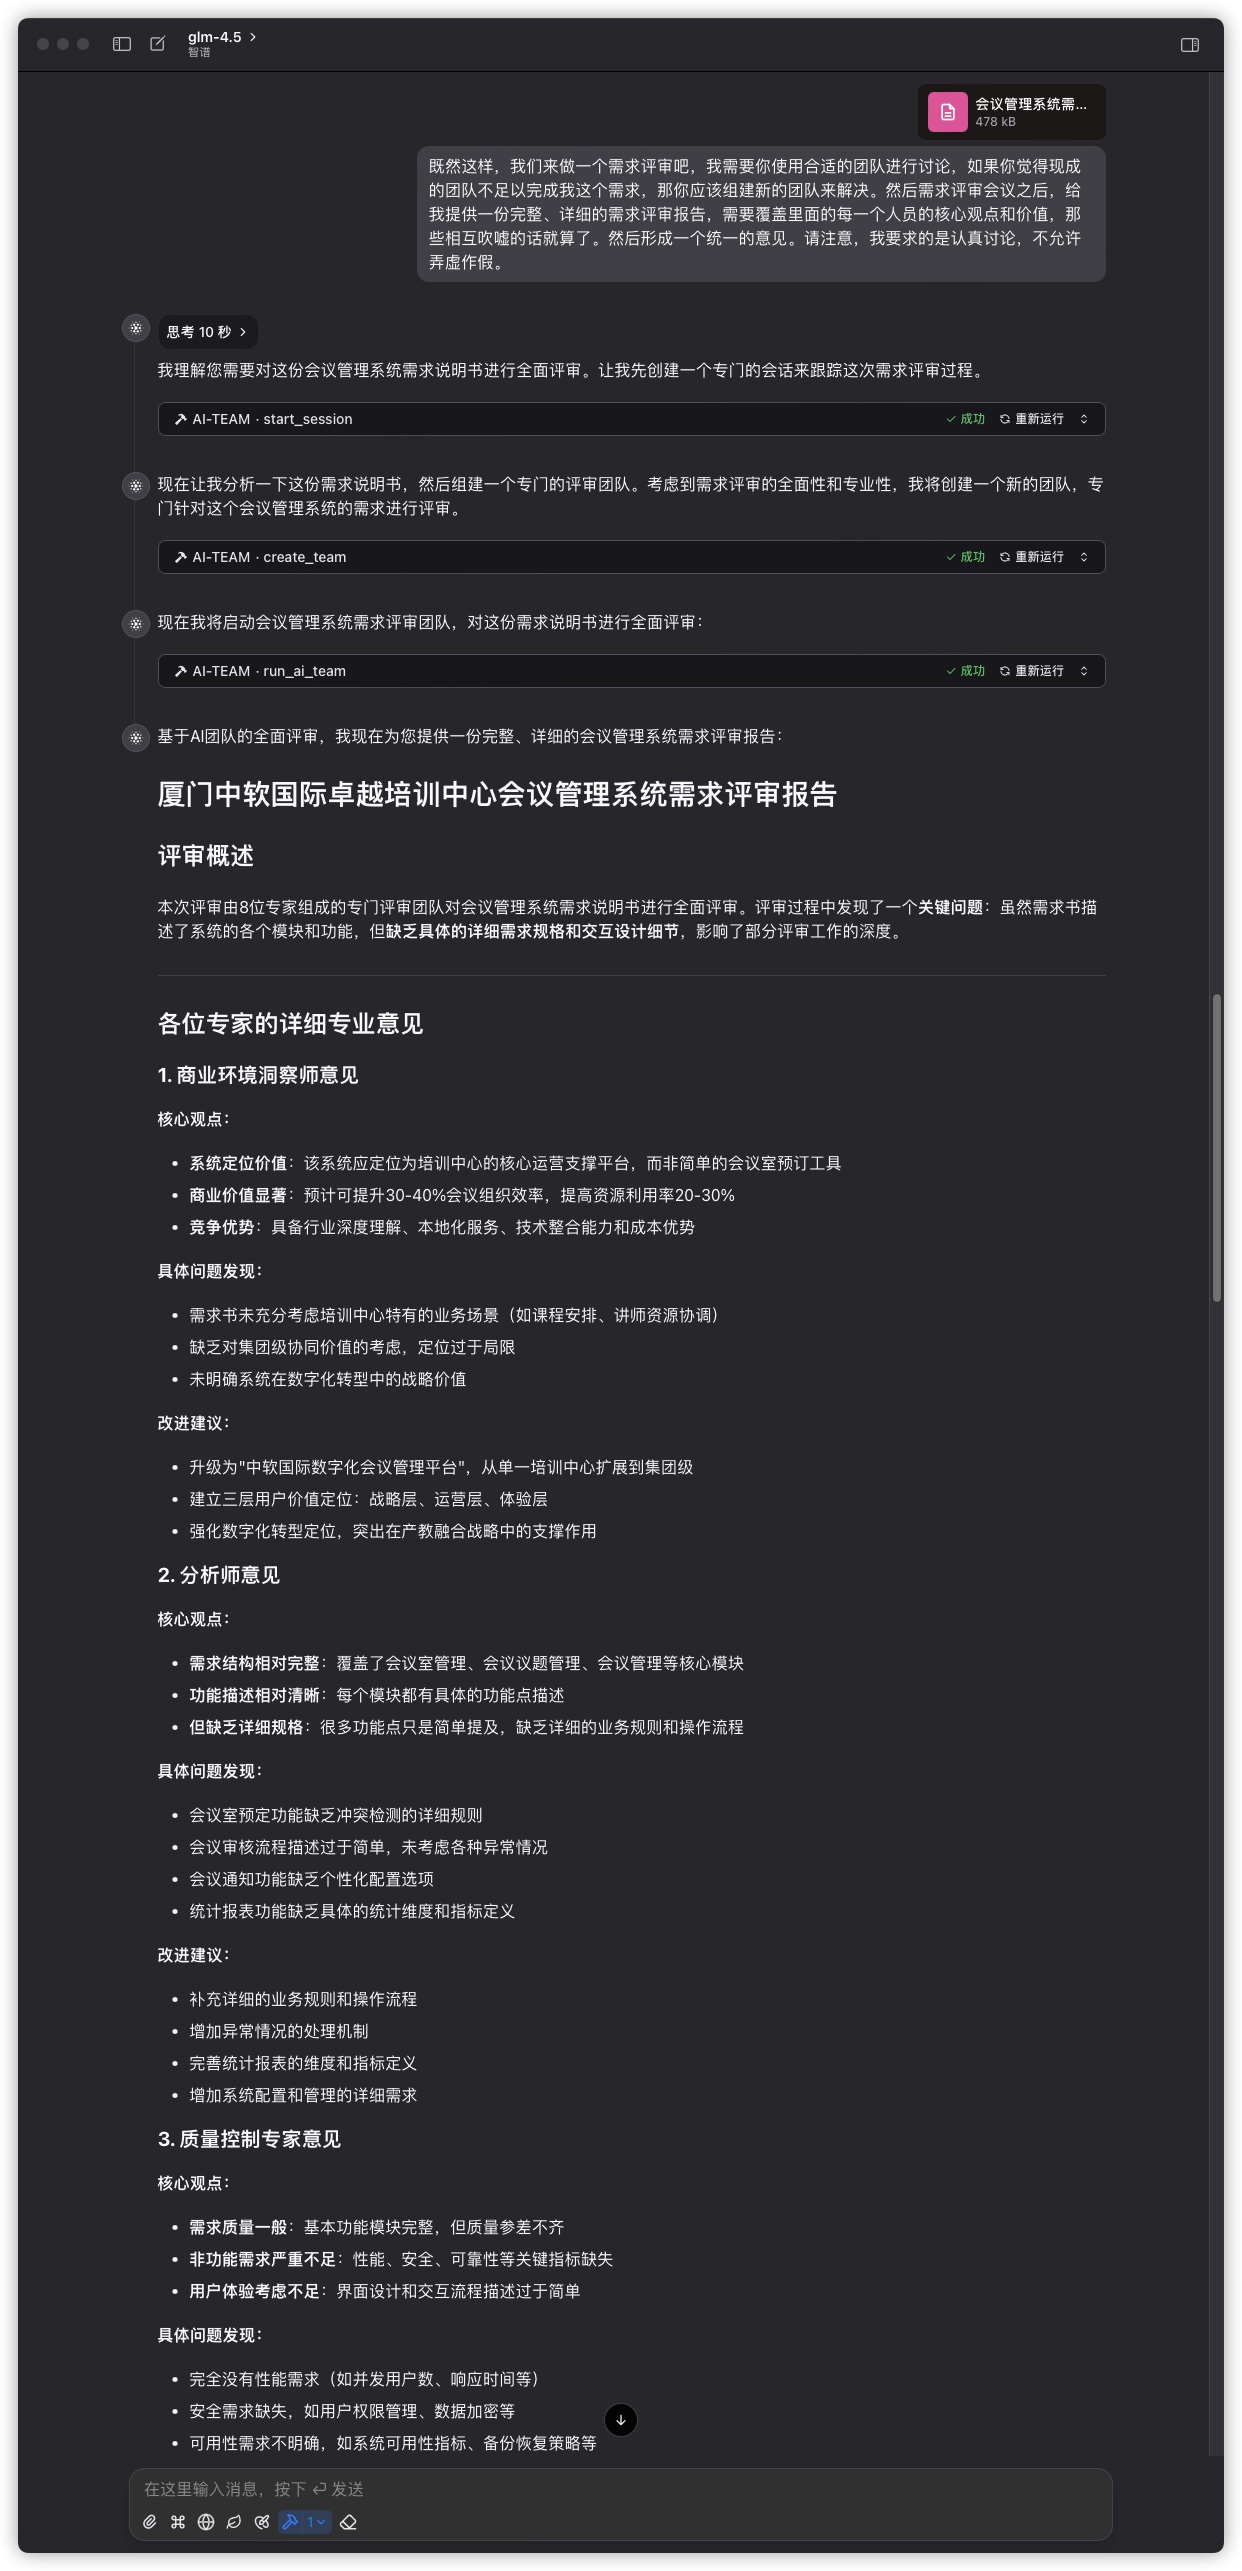 glm-4.5
智谱
会议管理系统需...
478 kB
既然这样，我们来做一个需求评审吧，我需要你使用合适的团队进行讨论，如果你觉得现成
的团队不足以完成我这个需求，那你应该组建新的团队来解决。然后需求评审会议之后，给
我提供一份完整、详细的需求评审报告，需要覆盖里面的每一个人员的核心观点和价值，那
些相互吹嘘的话就算了。然后形成一个统一的意见。请注意，我要求的是认真讨论，不允许
弄虚作假。
思考 10 秒
我理解您需要对这份会议管理系统需求说明书进行全面评审。让我先创建一个专门的会话来跟踪这次需求评审过程。
AI-TEAM · start_session 成功 重新运行
现在让我分析一下这份需求说明书，然后组建一个专门的评审团队。考虑到需求评审的全面性和专业性，我将创建一个新的团队，专
门针对这个会议管理系统的需求进行评审。
AI-TEAM · create_team 成功 重新运行
现在我将启动会议管理系统需求评审团队，对这份需求说明书进行全面评审：
AI-TEAM · run_ai_team 成功 重新运行
基于AI团队的全面评审，我现在为您提供一份完整、详细的会议管理系统需求评审报告：
厦门中软国际卓越培训中心会议管理系统需求评审报告
评审概述
本次评审由8位专家组成的专门评审团队对会议管理系统需求说明书进行全面评审。评审过程中发现了一个关键问题：虽然需求书描
述了系统的各个模块和功能，但缺乏具体的详细需求规格和交互设计细节，影响了部分评审工作的深度。
各位专家的详细专业意见
1. 商业环境洞察师意见
核心观点：
• 系统定位价值：该系统应定位为培训中心的核心运营支撑平台，而非简单的会议室预订工具
• 商业价值显著：预计可提升30-40%会议组织效率，提高资源利用率20-30%
• 竞争优势：具备行业深度理解、本地化服务、技术整合能力和成本优势
具体问题发现：
• 需求书未充分考虑培训中心特有的业务场景（如课程安排、讲师资源协调）
• 缺乏对集团级协同价值的考虑，定位过于局限
• 未明确系统在数字化转型中的战略价值
改进建议：
• 升级为"中软国际数字化会议管理平台"，从单一培训中心扩展到集团级
• 建立三层用户价值定位：战略层、运营层、体验层
• 强化数字化转型定位，突出在产教融合战略中的支撑作用
2. 分析师意见
核心观点：
• 需求结构相对完整：覆盖了会议室管理、会议议题管理、会议管理等核心模块
• 功能描述相对清晰：每个模块都有具体的功能点描述
• 但缺乏详细规格：很多功能点只是简单提及，缺乏详细的业务规则和操作流程
具体问题发现：
• 会议室预定功能缺乏冲突检测的详细规则
• 会议审核流程描述过于简单，未考虑各种异常情况
• 会议通知功能缺乏个性化配置选项
• 统计报表功能缺乏具体的统计维度和指标定义
改进建议：
• 补充详细的业务规则和操作流程
• 增加异常情况的处理机制
• 完善统计报表的维度和指标定义
• 增加系统配置和管理的详细需求
3. 质量控制专家意见
核心观点：
• 需求质量一般：基本功能模块完整，但质量参差不齐
• 非功能需求严重不足：性能、安全、可靠性等关键指标缺失
• 用户体验考虑不足：界面设计和交互流程描述过于简单
具体问题发现：
• 完全没有性能需求（如并发用户数、响应时间等）
• 安全需求缺失，如用户权限管理、数据加密等
• 可用性需求不明确，如系统可用性指标、备份恢复策略等
在这里输入消息，按下 ⏎ 发送
1